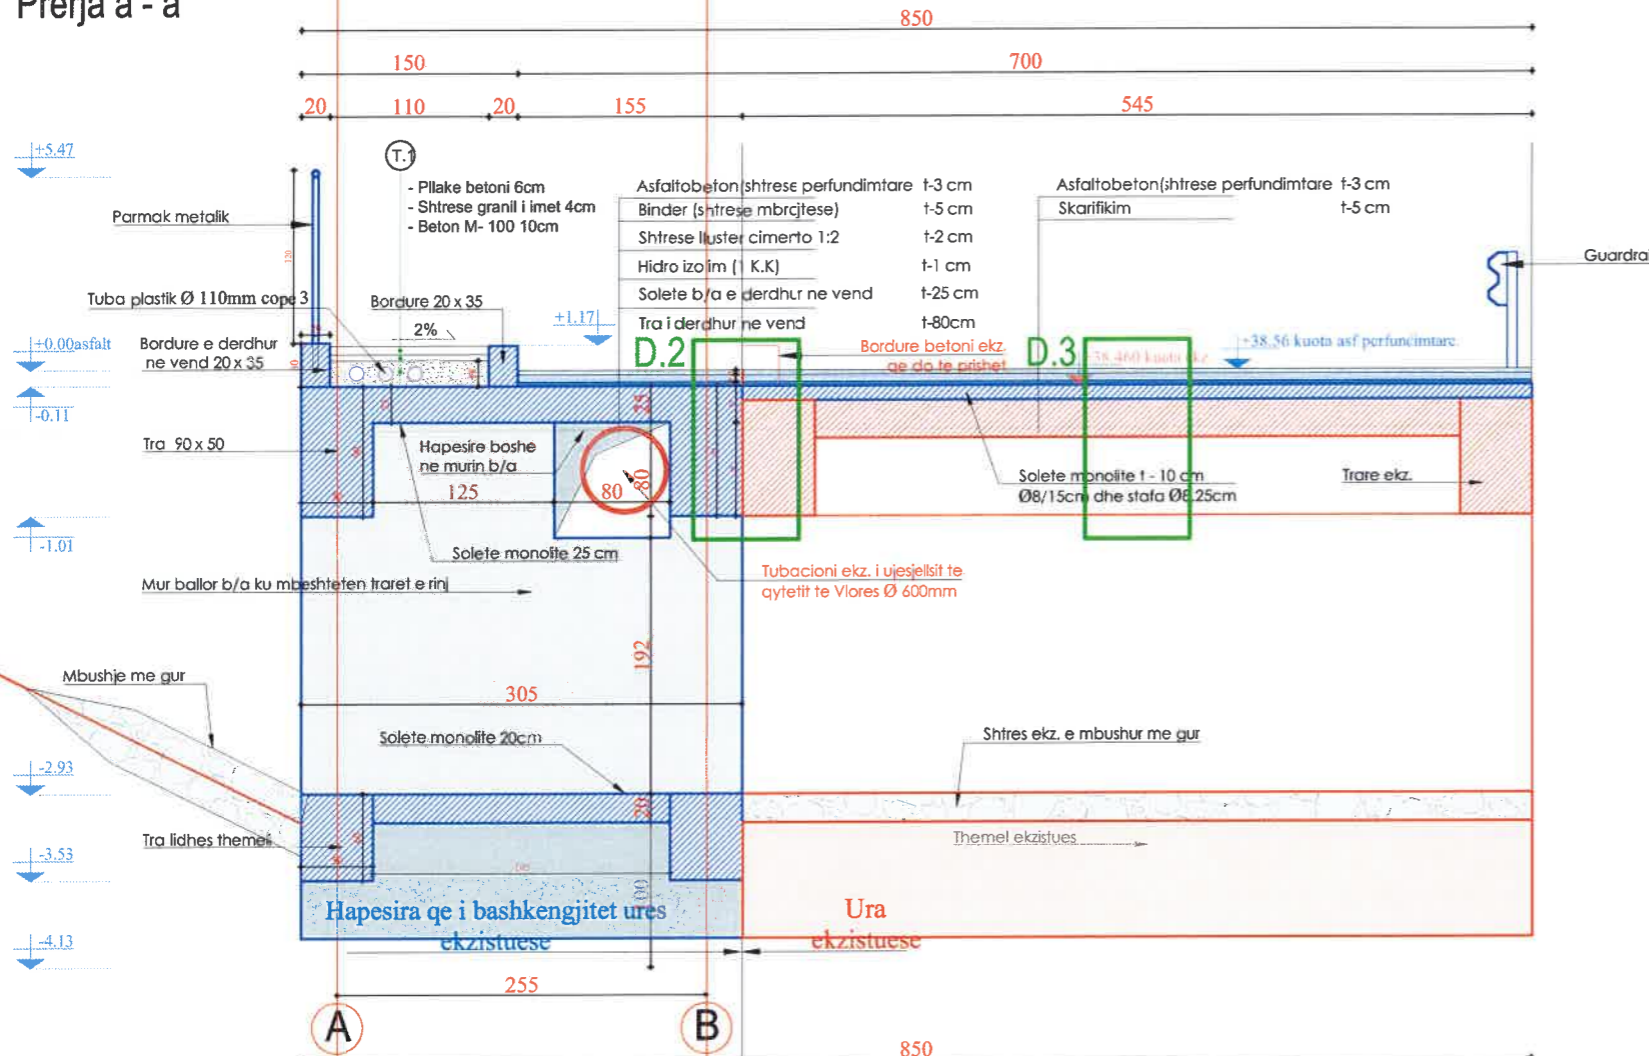 Prerja a - a
850
150
700
20
110
20
155
545
+5.47
T.1
- Pllake betoni 6cm
- Shtrese granil i imet 4cm
- Beton M- 100 10cm
Asfaltobeton(shtrese perfundimtare t-3 cm
Binder (shtrese mbrojtese) t-5 cm
Shtrese lluster cimerto 1:2 t-2 cm
Hidro izolim (1 K.K) t-1 cm
Solete b/a e derdhur ne vend t-25 cm
Tra i derdhur ne vend t-80cm
Asfaltobeton(shtrese perfundimtare t-3 cm
Skarifikim t-5 cm
Parmak metalik
120
Guardrai
Tuba plastik Ø 110mm cope 3
Bordure 20 x 35
2%
+1.17
+0.00asfalt
Bordure e derdhur
ne vend 20 x 35
D.2
Bordure betoni ekz.
qe do te prishet
D.3
+38.56 kuota asf perfundimtare
-0.11
25
Tra 90 x 50
Hapesire boshe
ne murin b/a
125
80
80
Solete monolite t - 10 cm
Ø8/15cm dhe stafa Ø8.25cm
Trare ekz.
-1.01
Solete monolite 25 cm
Mur ballor b/a ku mbeshteten traret e rinj
Tubacioni ekz. i ujesjellsit te
qytetit te Vlores Ø 600mm
192
Mbushje me gur
305
Solete monolite 20cm
Shtres ekz. e mbushur me gur
-2.93
20
Tra lidhes themeli
Themel ekzistues
-3.53
100
Hapesira qe i bashkengjitet ures
ekzistuese
Ura
ekzistuese
-4.13
255
A
B
850